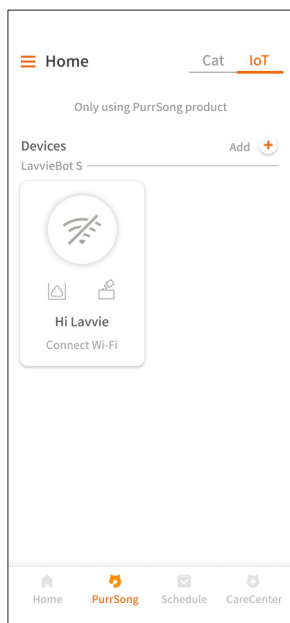 Home
Cat IoT
Only using PurrSong product
Devices
Add
LavvieBot S
Hi Lavvie
Connect Wi-Fi
Home PurrSong Schedule CareCenter